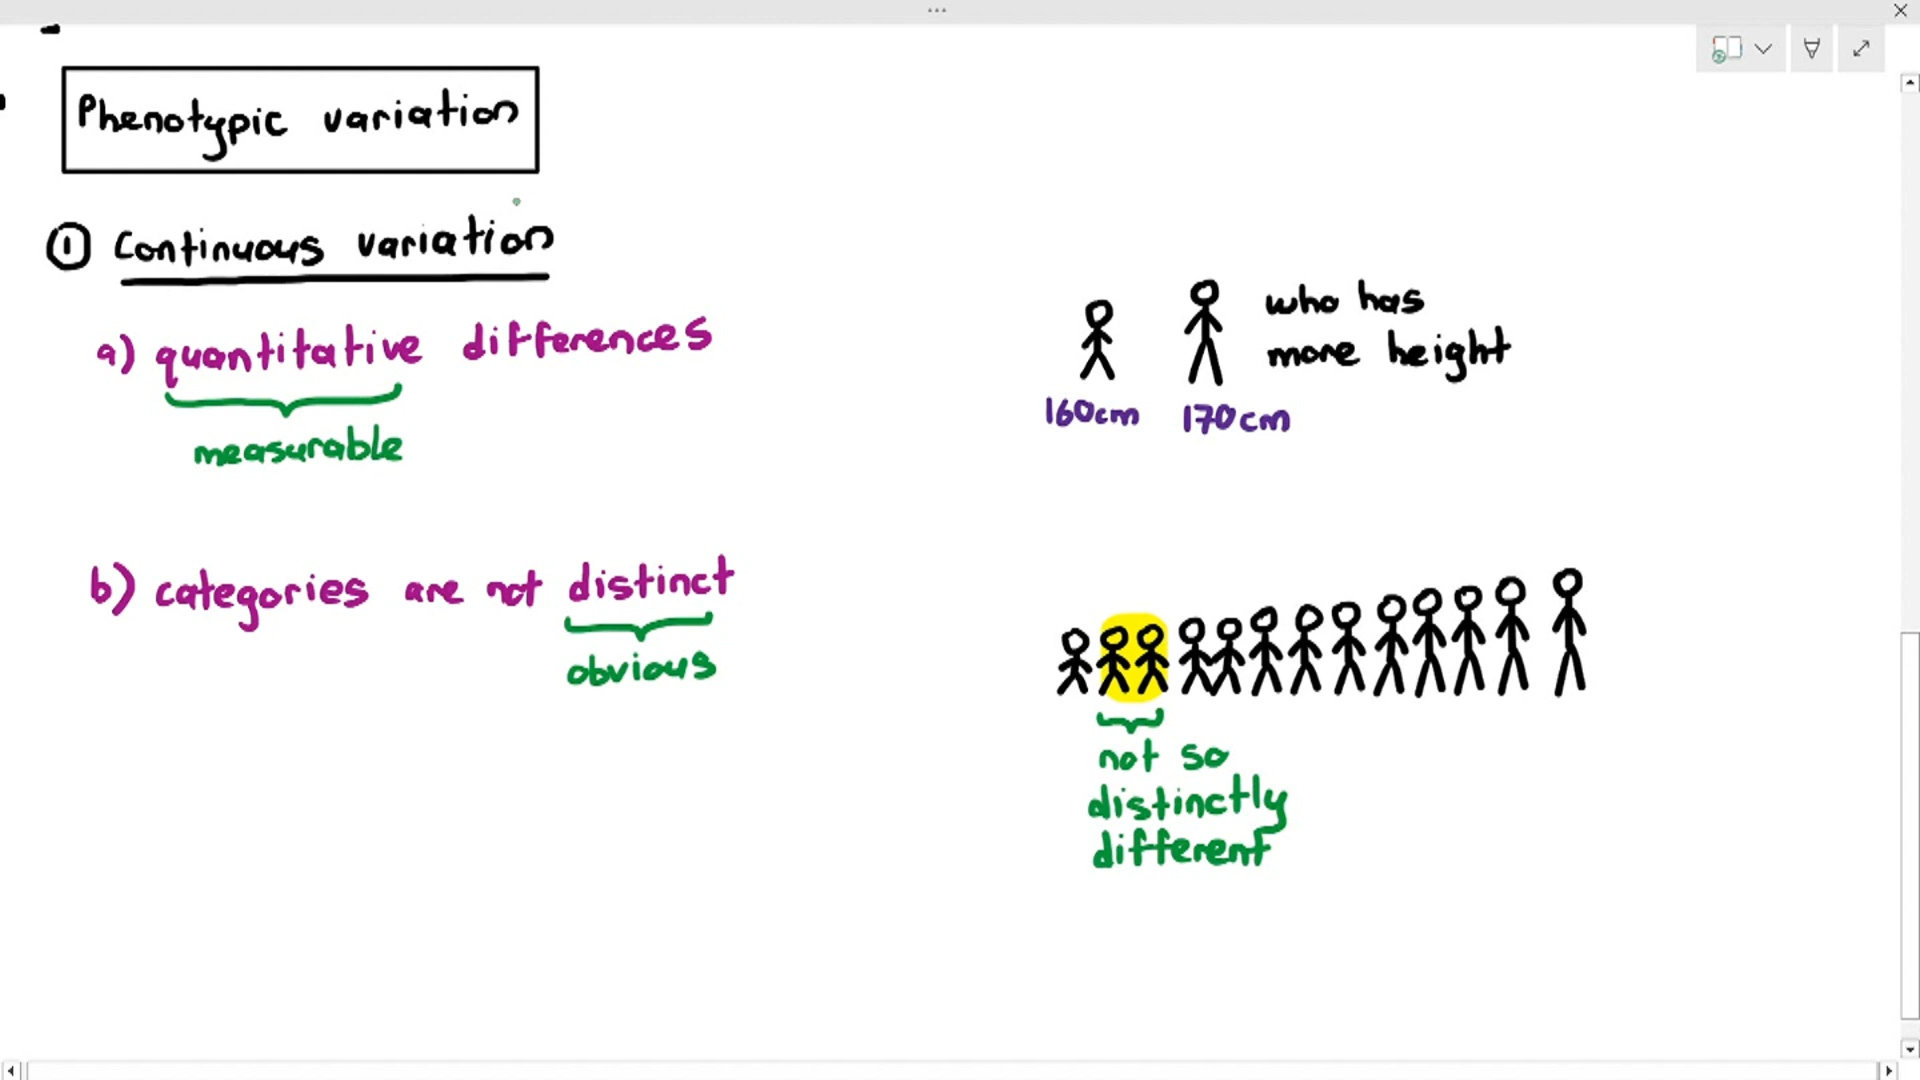 Phenotypic variation
① Continuous variation
a) quantitative differences
measurable
who has
more height
160cm 170cm
b) categories are not distinct
obvious
not so
distinctly
different